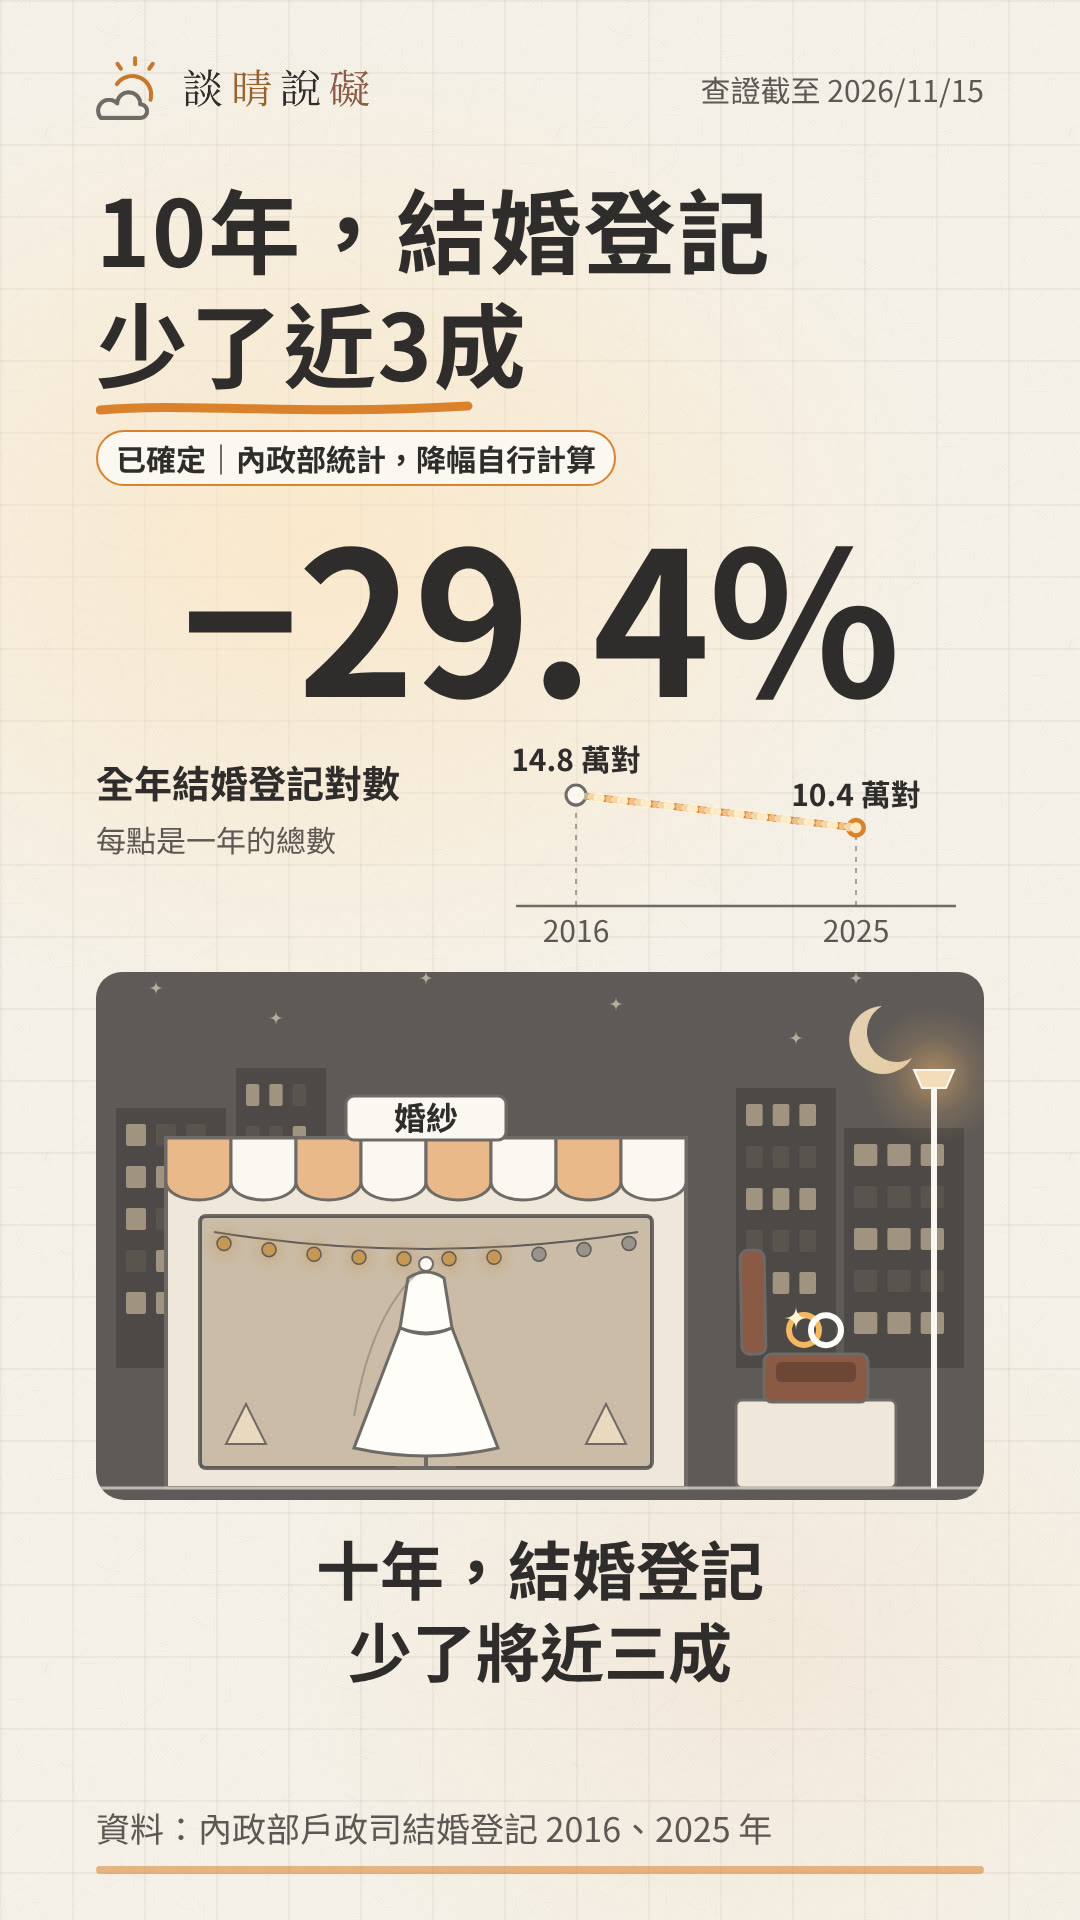 談晴說礙
查證截至 2026/11/15
10年，結婚登記
少了近3成
已確定｜內政部統計，降幅自行計算
−29.4%
全年結婚登記對數
每點是一年的總數
14.8 萬對
10.4 萬對
2016
2025
婚紗
十年，結婚登記
少了將近三成
資料：內政部戶政司結婚登記 2016、2025 年